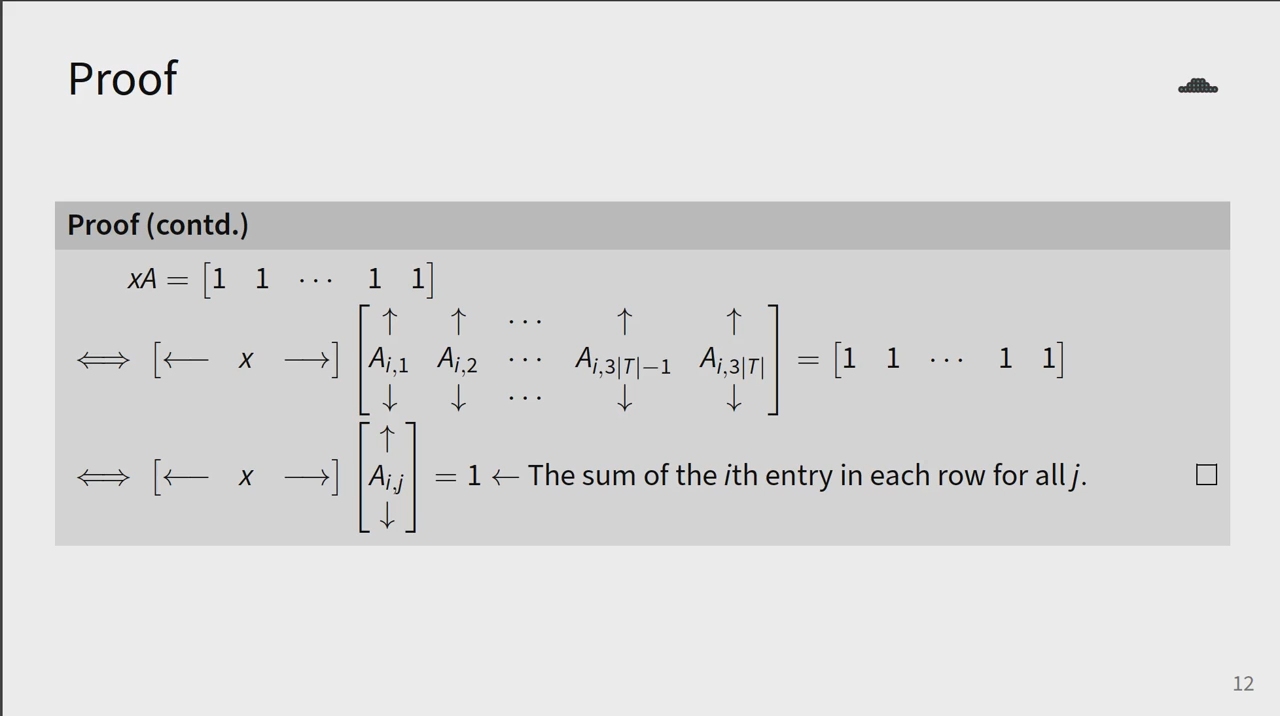 Proof
Proof (contd.)
xA = [1 1 ⋯ 1 1]
↑ ↑ ⋯ ↑ ↑
⟺ [⟵ x ⟶] [A_{i,1} A_{i,2} ⋯ A_{i,3|T|−1} A_{i,3|T|}] = [1 1 ⋯ 1 1]
↓ ↓ ⋯ ↓ ↓
↑
⟺ [⟵ x ⟶] [A_{i,j}] = 1 ← The sum of the ith entry in each row for all j. □
↓
12